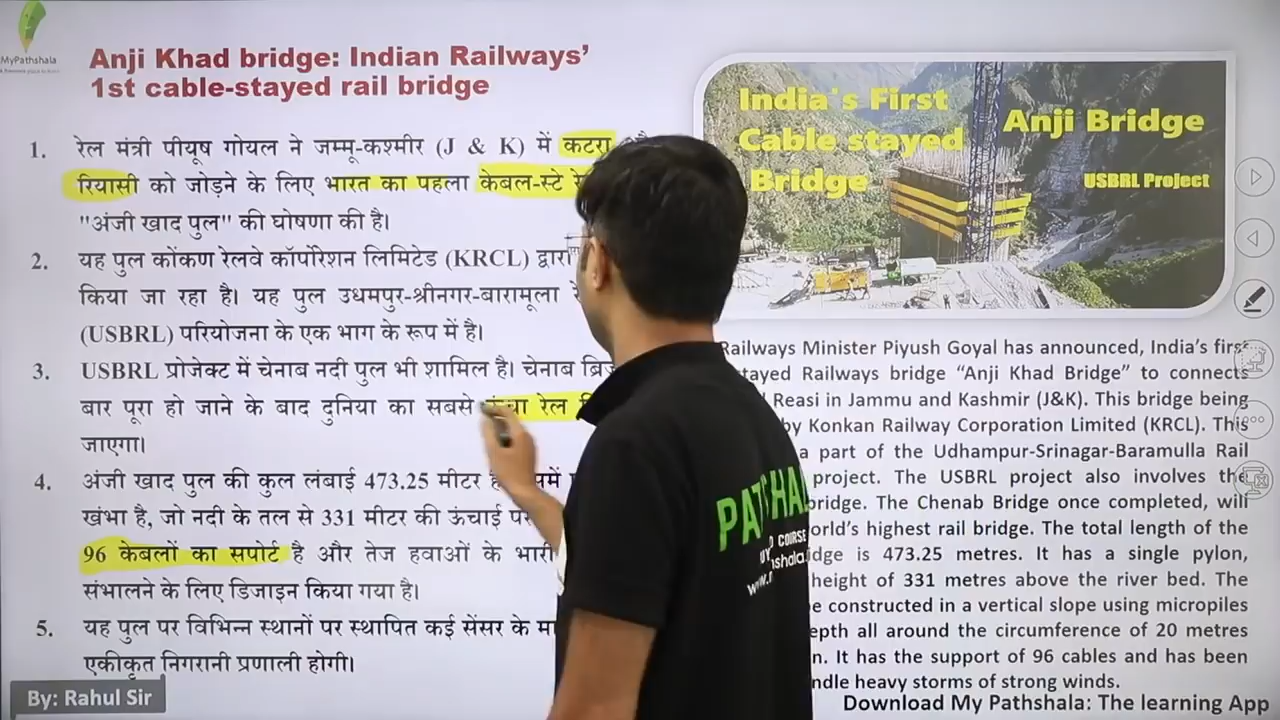 MyPathshala
Anji Khad bridge: Indian Railways’
1st cable-stayed rail bridge
1. रेल मंत्री पीयूष गोयल ने जम्मू-कश्मीर (J & K) में कटरा
रियासी को जोड़ने के लिए भारत का पहला केबल-स्टे
"अंजी खाद पुल" की घोषणा की है।
2. यह पुल कोंकण रेलवे कॉर्पोरेशन लिमिटेड (KRCL) द्वारा
किया जा रहा है। यह पुल उधमपुर-श्रीनगर-बारामूला
(USBRL) परियोजना के एक भाग के रूप में है।
3. USBRL प्रोजेक्ट में चेनाब नदी पुल भी शामिल है। चेनाब
बार पूरा हो जाने के बाद दुनिया का सबसे रेल
जाएगा।
4. अंजी खाद पुल की कुल लंबाई 473.25 मीटर
खंभा है, जो नदी के तल से 331 मीटर की ऊंचाई
96 केबलों का सपोर्ट है और तेज हवाओं के भारी
संभालने के लिए डिजाइन किया गया है।
5. यह पुल पर विभिन्न स्थानों पर स्थापित कई सेंसर के
एकीकृत निगरानी प्रणाली होगी।
By: Rahul Sir
India's First
Cable stayed
Bridge
Anji Bridge
USBRL Project
Railways Minister Piyush Goyal has announced, India’s first
stayed Railways bridge “Anji Khad Bridge” to connects
Reasi in Jammu and Kashmir (J&K). This bridge being
by Konkan Railway Corporation Limited (KRCL). This
a part of the Udhampur-Srinagar-Baramulla Rail
project. The USBRL project also involves the
bridge. The Chenab Bridge once completed, will
world’s highest rail bridge. The total length of the
is 473.25 metres. It has a single pylon,
height of 331 metres above the river bed. The
constructed in a vertical slope using micropiles
all around the circumference of 20 metres
It has the support of 96 cables and has been
heavy storms of strong winds.
Download My Pathshala: The learning App
COURSE